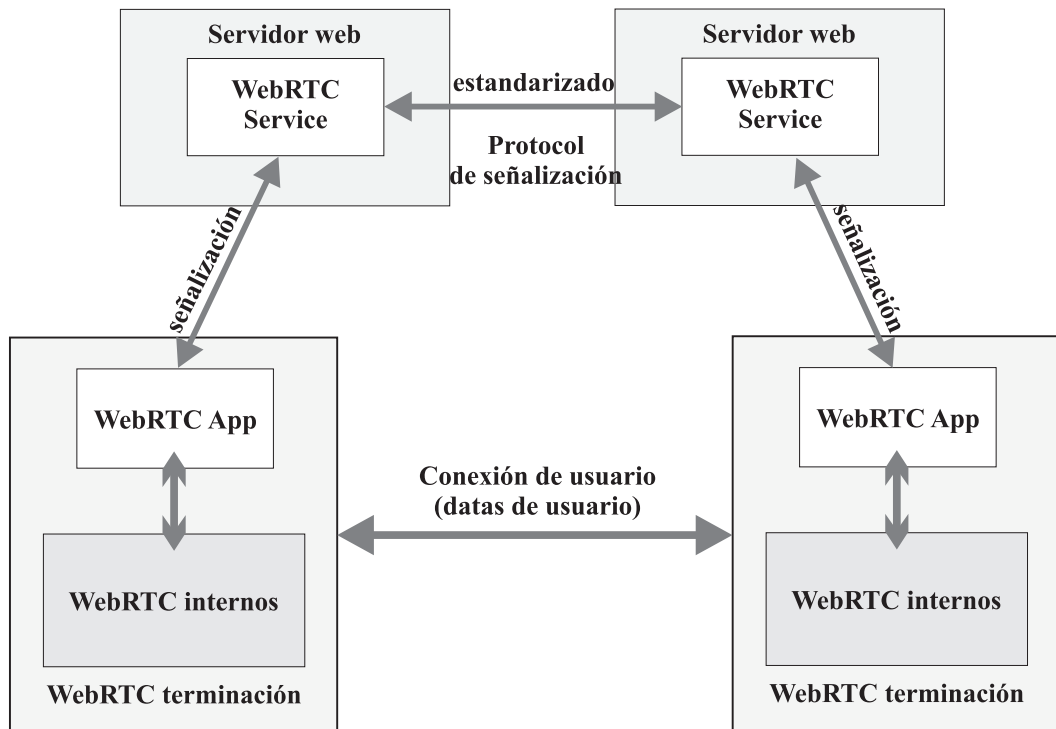 Servidor web
WebRTC
Service
estandarizado
Protocol
de señalización
Servidor web
WebRTC
Service
señalización
señalización
WebRTC App
WebRTC internos
WebRTC terminación
Conexión de usuario
(datas de usuario)
WebRTC App
WebRTC internos
WebRTC terminación